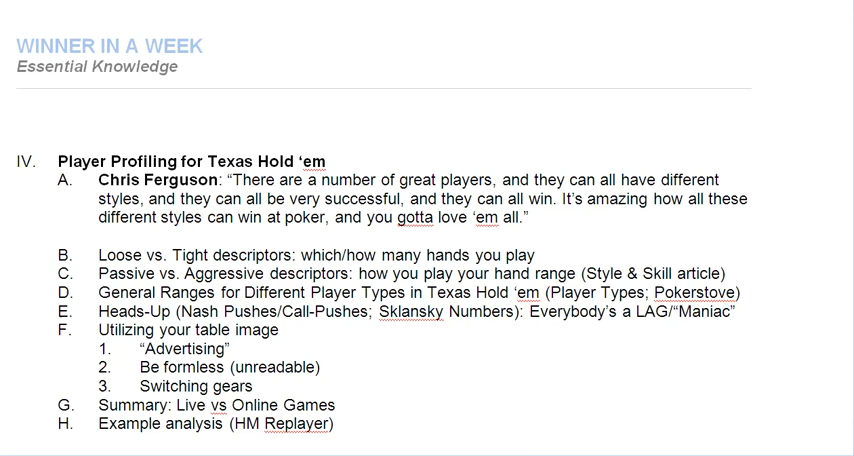 WINNER IN A WEEK
Essential Knowledge
IV. Player Profiling for Texas Hold ‘em
A. Chris Ferguson: “There are a number of great players, and they can all have different
styles, and they can all be very successful, and they can all win. It’s amazing how all these
different styles can win at poker, and you gotta love ‘em all.”
B. Loose vs. Tight descriptors: which/how many hands you play
C. Passive vs. Aggressive descriptors: how you play your hand range (Style & Skill article)
D. General Ranges for Different Player Types in Texas Hold ‘em (Player Types; Pokerstove)
E. Heads-Up (Nash Pushes/Call-Pushes; Sklansky Numbers): Everybody’s a LAG/“Maniac”
F. Utilizing your table image
1. “Advertising”
2. Be formless (unreadable)
3. Switching gears
G. Summary: Live vs Online Games
H. Example analysis (HM Replayer)